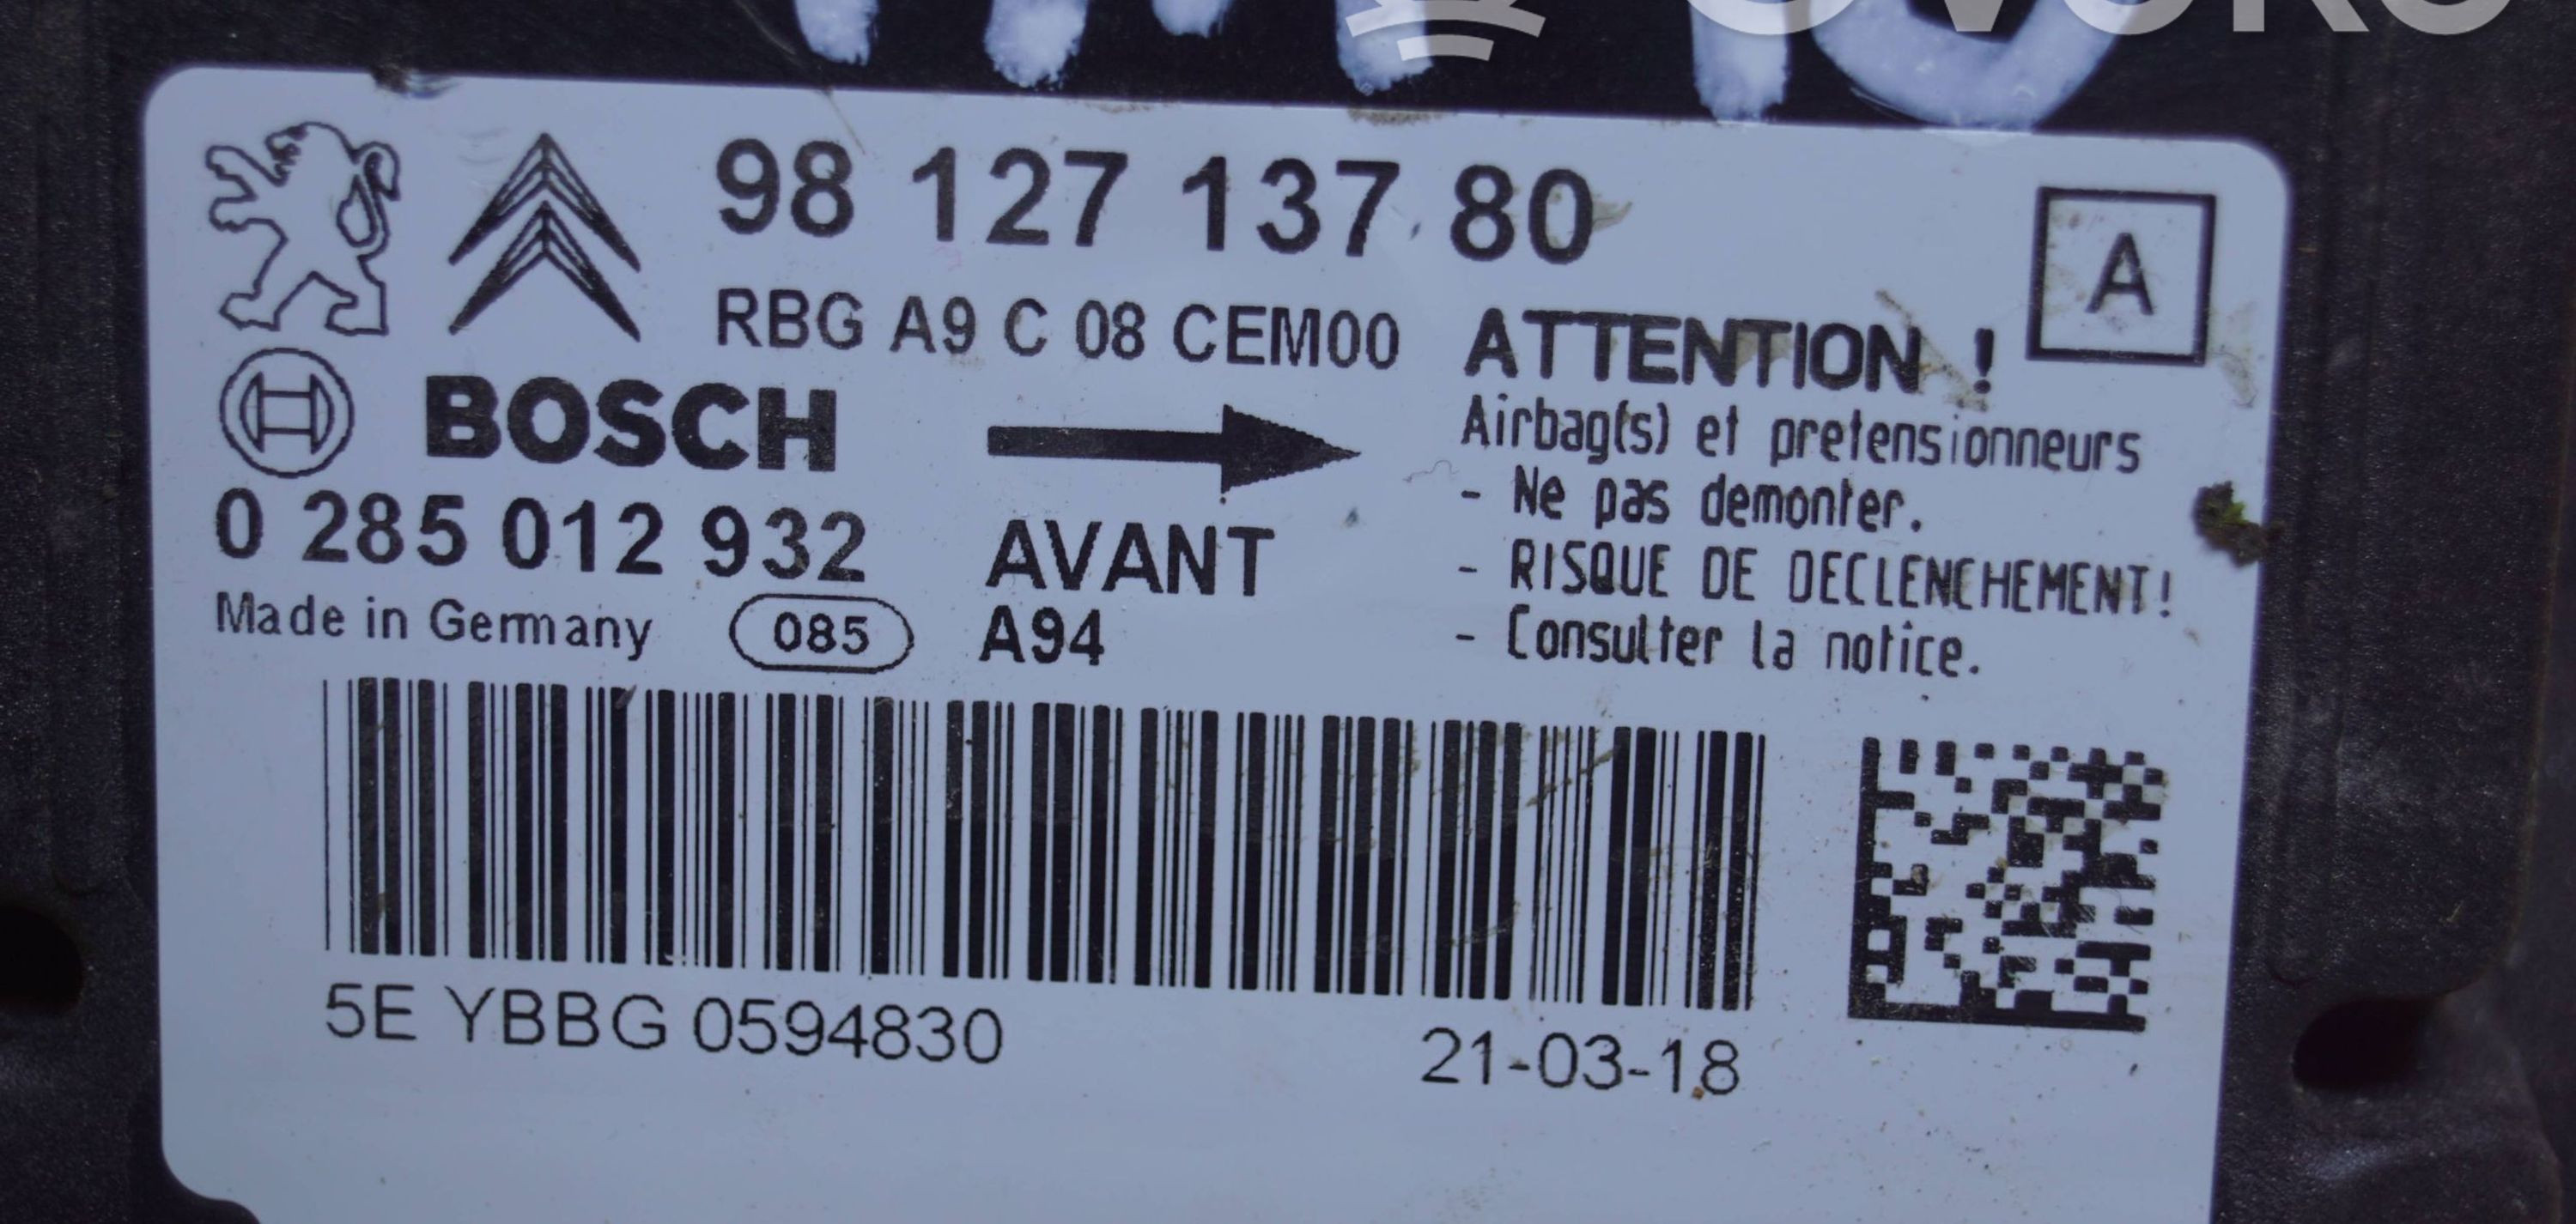 98 127 137 80
A
RBG A9 C 08 CEM00
ATTENTION !
BOSCH
Airbag(s) et pretensionneurs
- Ne pas demonter.
0 285 012 932
AVANT
- RISQUE DE DECLENCHEMENT!
Made in Germany
085
A94
- Consulter la notice.
5E YBBG 0594830
21-03-18